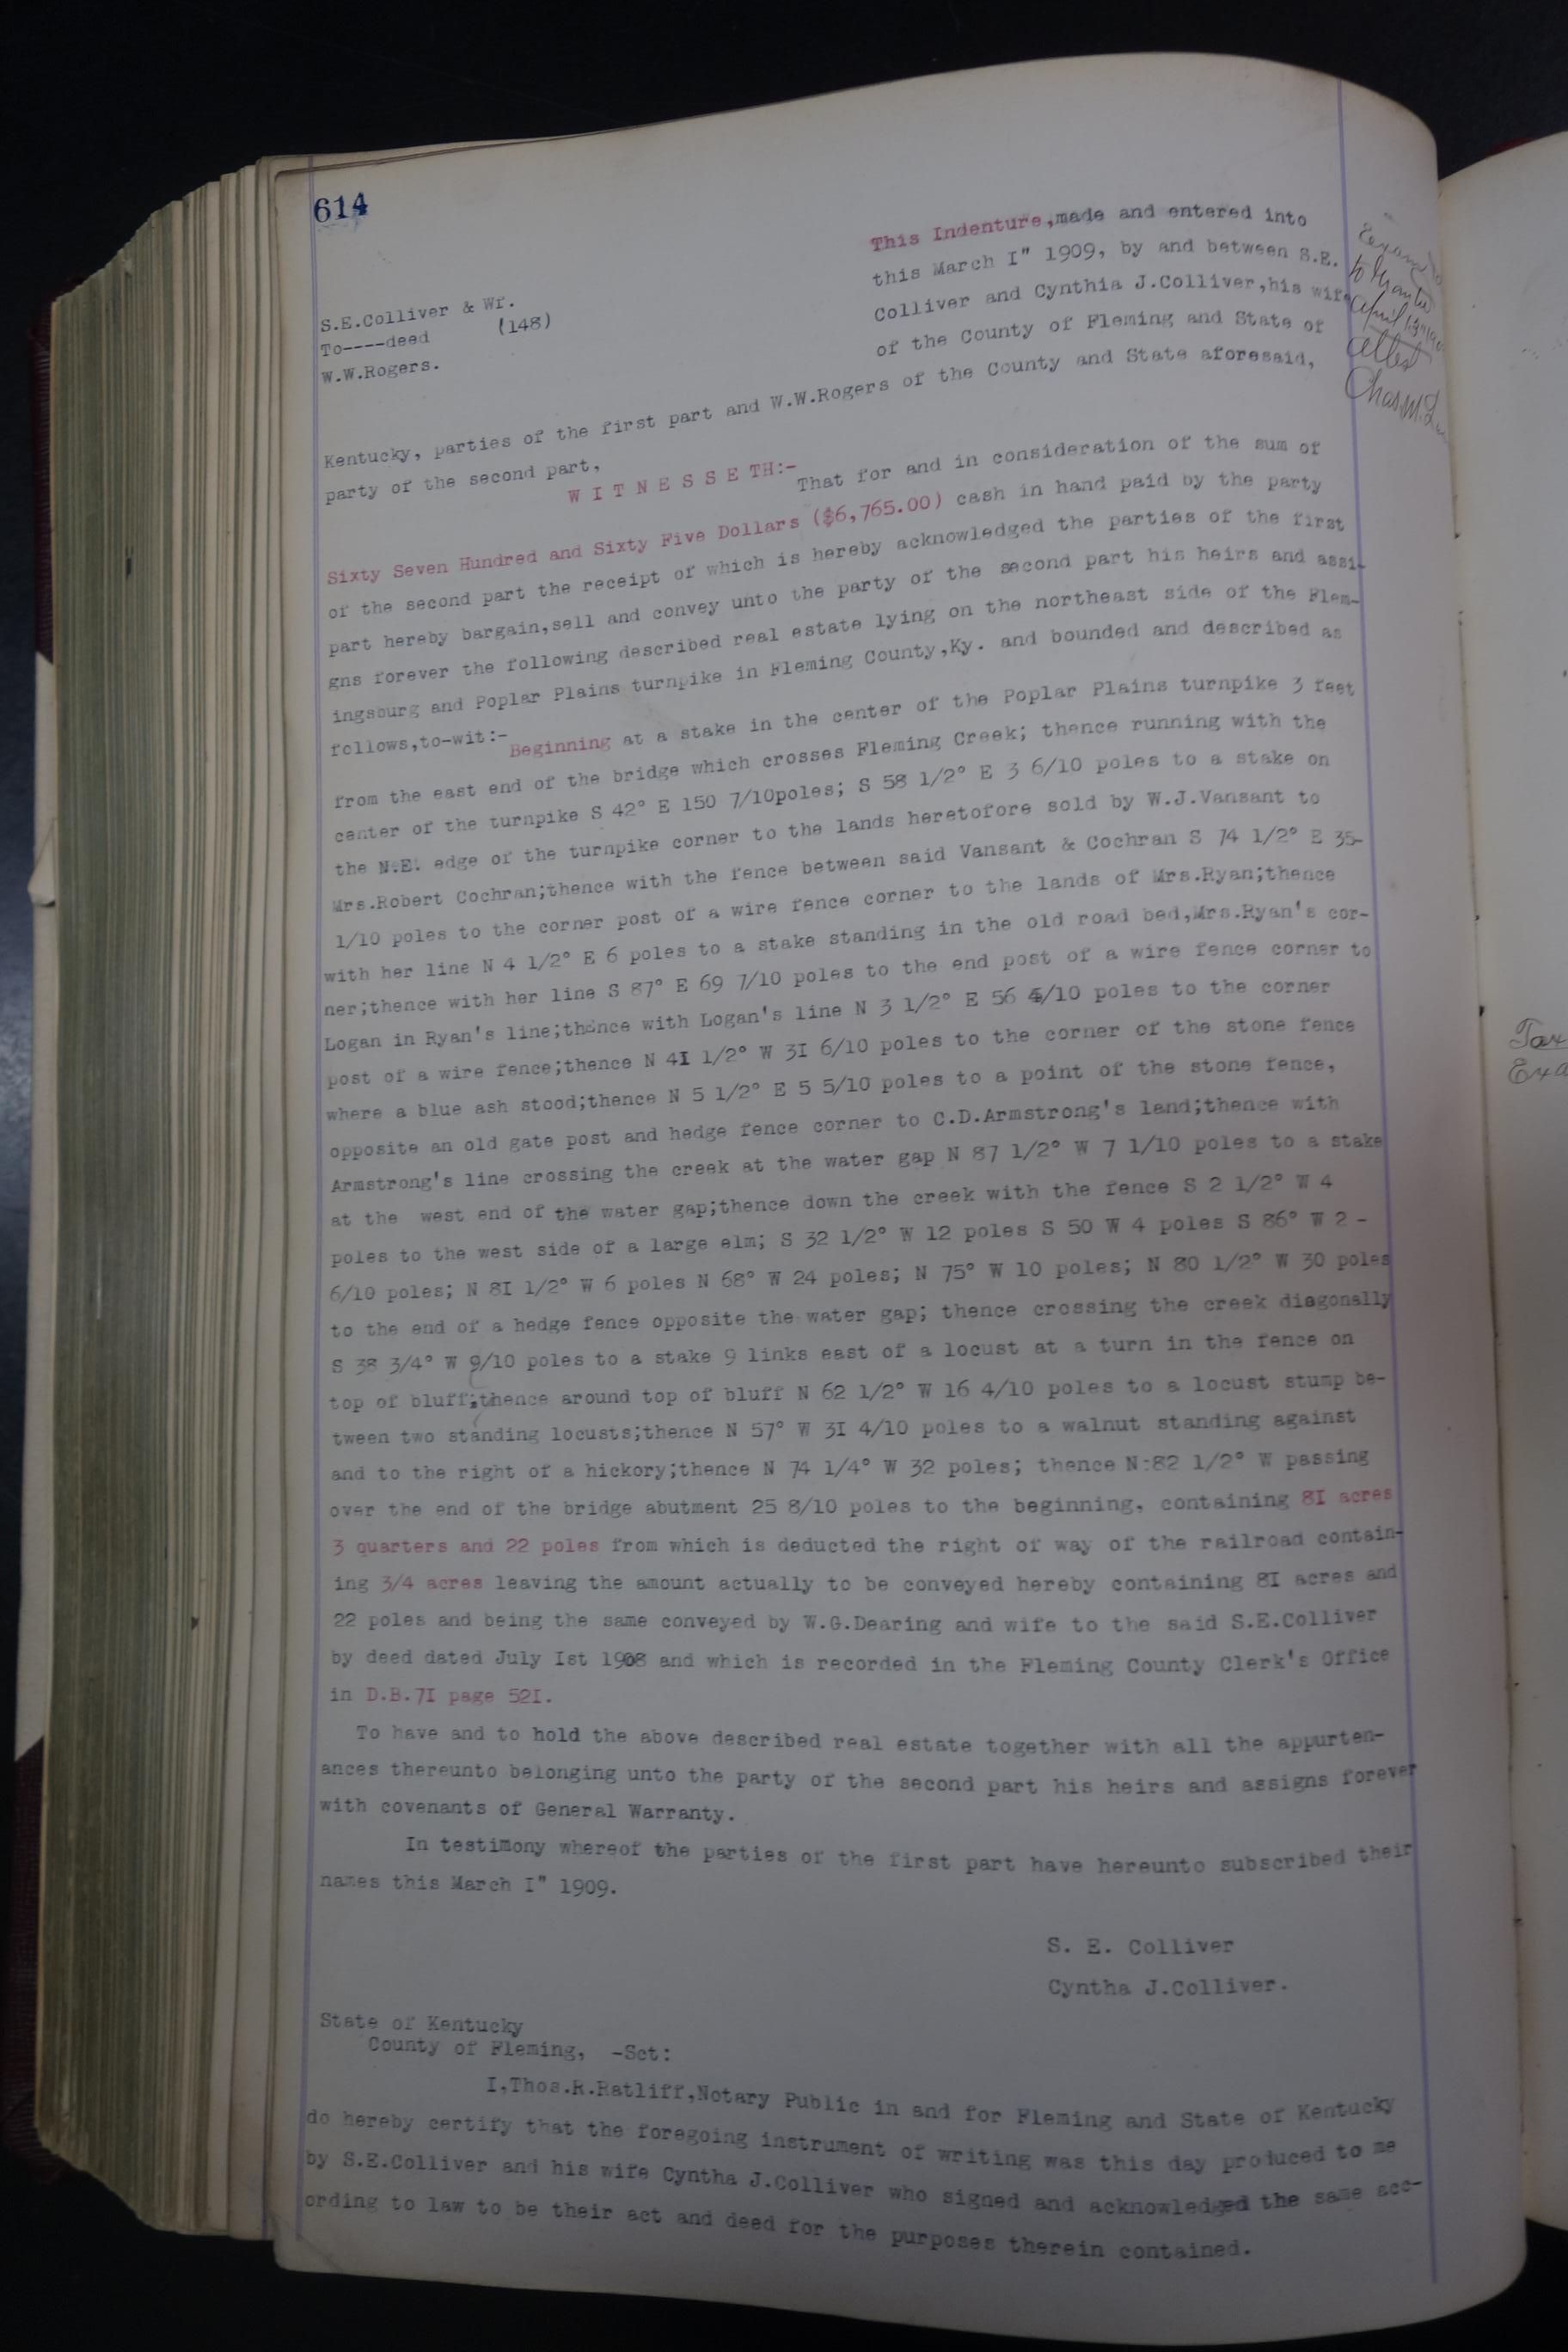 614
S.E.Colliver & Wf.
To----deed (148)
W.W.Rogers.
This Indenture,made and entered into
this March I" 1909, by and between S.E.
Colliver and Cynthia J.Colliver,his wife
of the County of Fleming and State of
Kentucky, parties of the first part and W.W.Rogers of the County and State aforesaid,
party of the second part,
W I T N E S S E TH:-
That for and in consideration of the sum of
Sixty Seven Hundred and Sixty Five Dollars ($6,765.00) cash in hand paid by the party
of the second part the receipt of which is hereby acknowledged the parties of the first
part hereby bargain,sell and convey unto the party of the second part his heirs and assi-
gns forever the following described real estate lying on the northeast side of the Flem-
ingsburg and Poplar Plains turnpike in Fleming County,Ky. and bounded and described as
follows,to-wit:-
Beginning at a stake in the center of the Poplar Plains turnpike 3 feet
from the east end of the bridge which crosses Fleming Creek; thence running with the
center of the turnpike S 42° E 150 7/10poles; S 58 1/2° E 3 6/10 poles to a stake on
the N.E. edge of the turnpike corner to the lands heretofore sold by W.J.Vansant to
Mrs.Robert Cochran;thence with the fence between said Vansant & Cochran S 74 1/2° E 35-
1/10 poles to the corner post of a wire fence corner to the lands of Mrs.Ryan;thence
with her line N 4 1/2° E 6 poles to a stake standing in the old road bed,Mrs.Ryan's cor-
ner;thence with her line S 87° E 69 7/10 poles to the end post of a wire fence corner to
Logan in Ryan's line;thence with Logan's line N 3 1/2° E 56 4/10 poles to the corner
post of a wire fence;thence N 4I 1/2° W 3I 6/10 poles to the corner of the stone fence
where a blue ash stood;thence N 5 1/2° E 5 5/10 poles to a point of the stone fence,
opposite an old gate post and hedge fence corner to C.D.Armstrong's land;thence with
Armstrong's line crossing the creek at the water gap N 87 1/2° W 7 1/10 poles to a stake
at the west end of the water gap;thence down the creek with the fence S 2 1/2° W 4
poles to the west side of a large elm; S 32 1/2° W 12 poles S 50 W 4 poles S 86° W 2 -
6/10 poles; N 8I 1/2° W 6 poles N 68° W 24 poles; N 75° W 10 poles; N 80 1/2° W 30 poles
to the end of a hedge fence opposite the water gap; thence crossing the creek diagonally
S 38 3/4° W 9/10 poles to a stake 9 links east of a locust at a turn in the fence on
top of bluff;thence around top of bluff N 62 1/2° W 16 4/10 poles to a locust stump be-
tween two standing locusts;thence N 57° W 3I 4/10 poles to a walnut standing against
and to the right of a hickory;thence N 74 1/4° W 32 poles; thence N:82 1/2° W passing
over the end of the bridge abutment 25 8/10 poles to the beginning, containing 8I acres
3 quarters and 22 poles from which is deducted the right of way of the railroad contain-
ing 3/4 acres leaving the amount actually to be conveyed hereby containing 8I acres and
22 poles and being the same conveyed by W.G.Dearing and wife to the said S.E.Colliver
by deed dated July Ist 1908 and which is recorded in the Fleming County Clerk's Office
in D.B.7I page 52I.
To have and to hold the above described real estate together with all the appurten-
ances thereunto belonging unto the party of the second part his heirs and assigns forever
with covenants of General Warranty.
In testimony whereof the parties of the first part have hereunto subscribed their
names this March I" 1909.
S. E. Colliver
Cyntha J.Colliver.
State of Kentucky
County of Fleming, -Sct:
I,Thos.R.Ratliff,Notary Public in and for Fleming and State of Kentucky
do hereby certify that the foregoing instrument of writing was this day produced to me
by S.E.Colliver and his wife Cyntha J.Colliver who signed and acknowledged the same acc-
ording to law to be their act and deed for the purposes therein contained.
to Grantee
April
attest
Chas.M.